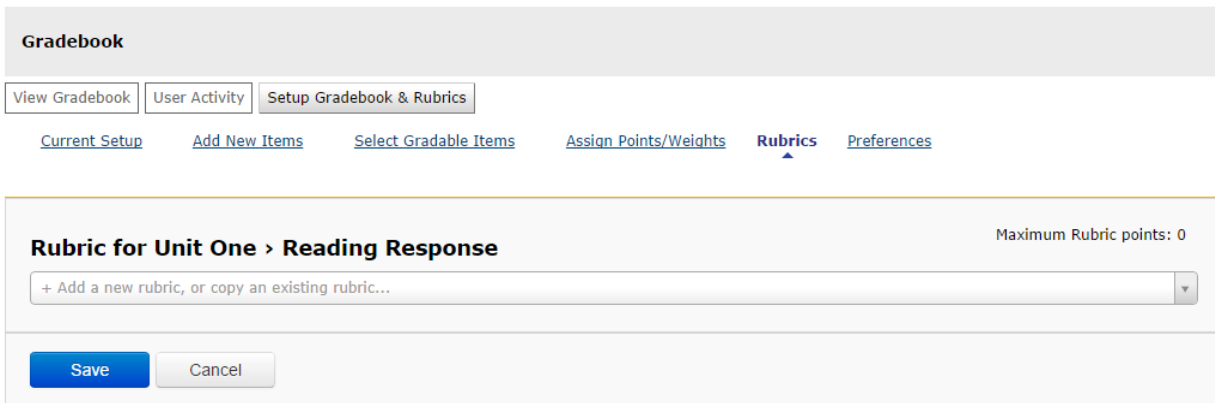 Gradebook
View Gradebook User Activity Setup Gradebook & Rubrics
Current Setup Add New Items Select Gradable Items Assign Points/Weights Rubrics Preferences
Maximum Rubric points: 0
Rubric for Unit One › Reading Response
+ Add a new rubric, or copy an existing rubric...
Save Cancel